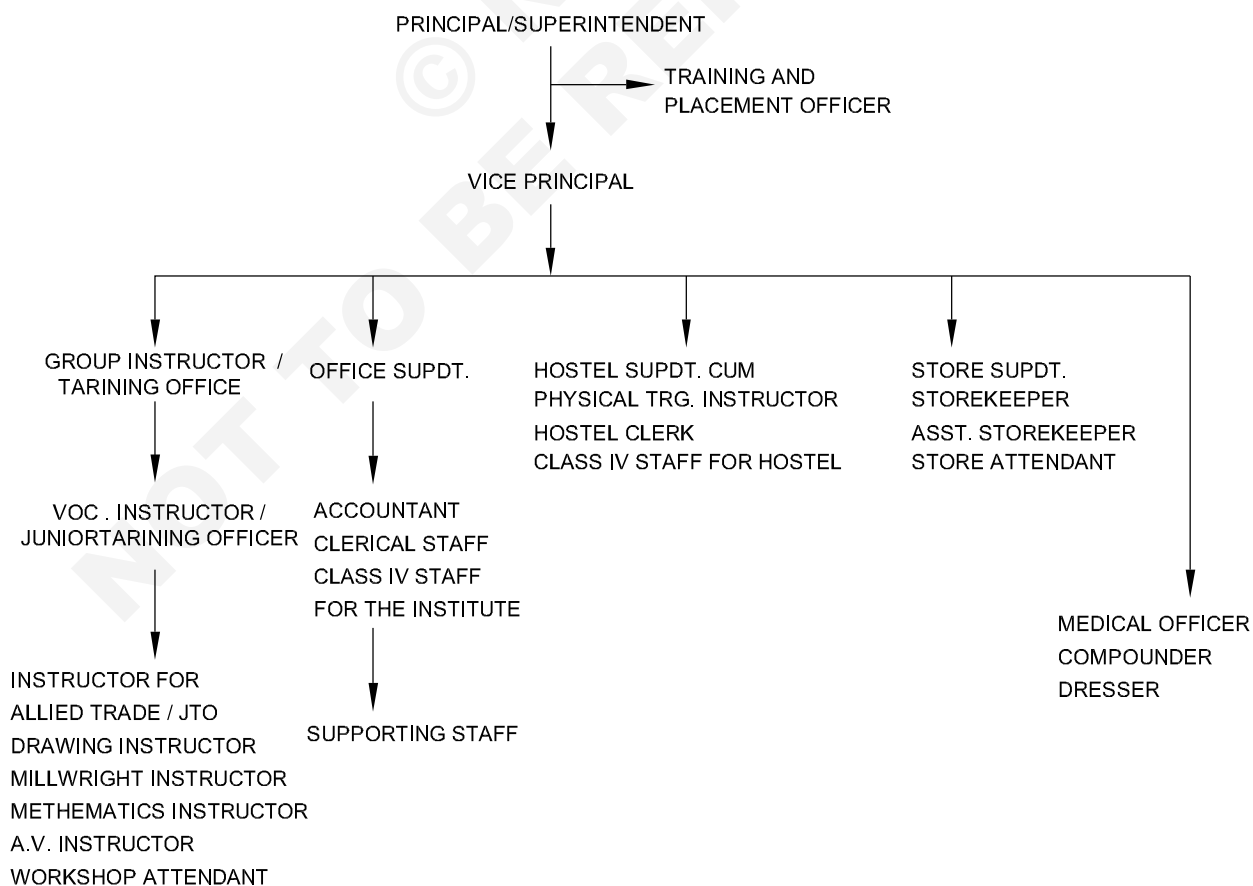 PRINCIPAL/SUPERINTENDENT
TRAINING AND
PLACEMENT OFFICER
VICE PRINCIPAL
GROUP INSTRUCTOR /
TARINING OFFICE
VOC . INSTRUCTOR /
JUNIORTARINING OFFICER
INSTRUCTOR FOR
ALLIED TRADE / JTO
DRAWING INSTRUCTOR
MILLWRIGHT INSTRUCTOR
METHEMATICS INSTRUCTOR
A.V. INSTRUCTOR
WORKSHOP ATTENDANT
OFFICE SUPDT.
ACCOUNTANT
CLERICAL STAFF
CLASS IV STAFF
FOR THE INSTITUTE
SUPPORTING STAFF
HOSTEL SUPDT. CUM
PHYSICAL TRG. INSTRUCTOR
HOSTEL CLERK
CLASS IV STAFF FOR HOSTEL
STORE SUPDT.
STOREKEEPER
ASST. STOREKEEPER
STORE ATTENDANT
MEDICAL OFFICER
COMPOUNDER
DRESSER
©
NOT TO BE